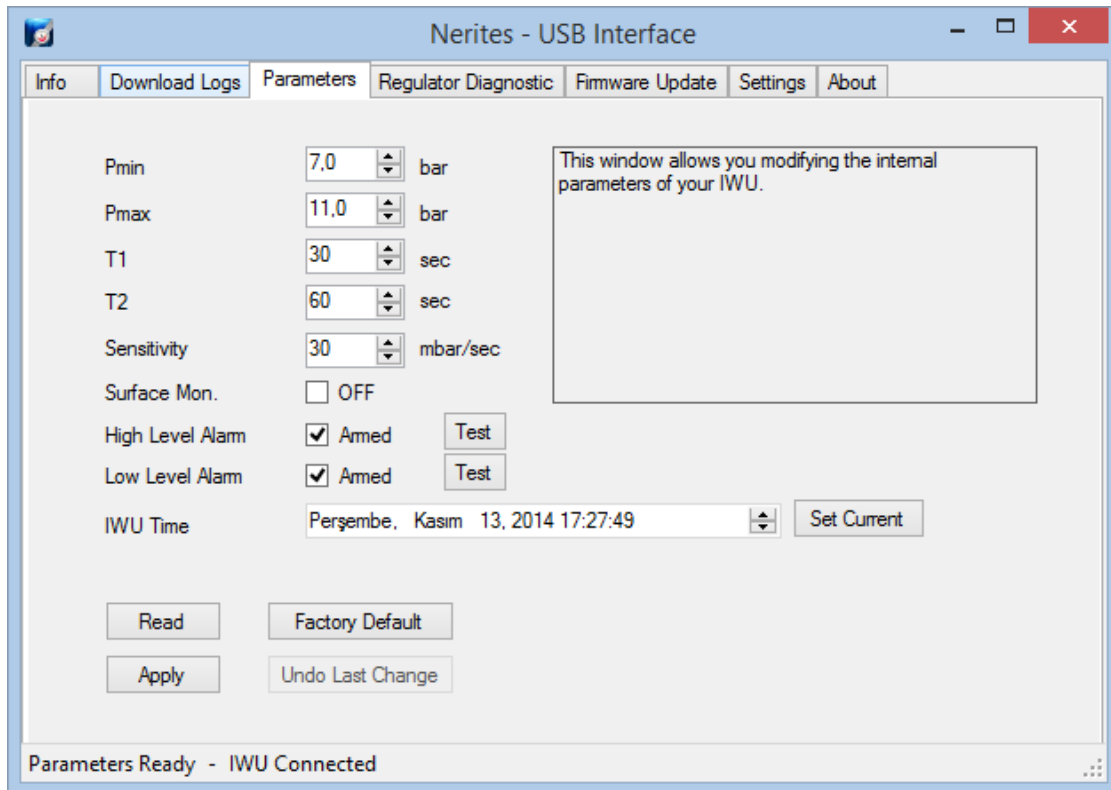 Nerites - USB Interface
Info Download Logs Parameters Regulator Diagnostic Firmware Update Settings About
Pmin 7,0 bar
Pmax 11,0 bar
T1 30 sec
T2 60 sec
Sensitivity 30 mbar/sec
Surface Mon. OFF
High Level Alarm Armed Test
Low Level Alarm Armed Test
IWU Time Perşembe, Kasım 13, 2014 17:27:49 Set Current
This window allows you modifying the internal
parameters of your IWU.
Read Factory Default
Apply Undo Last Change
Parameters Ready - IWU Connected